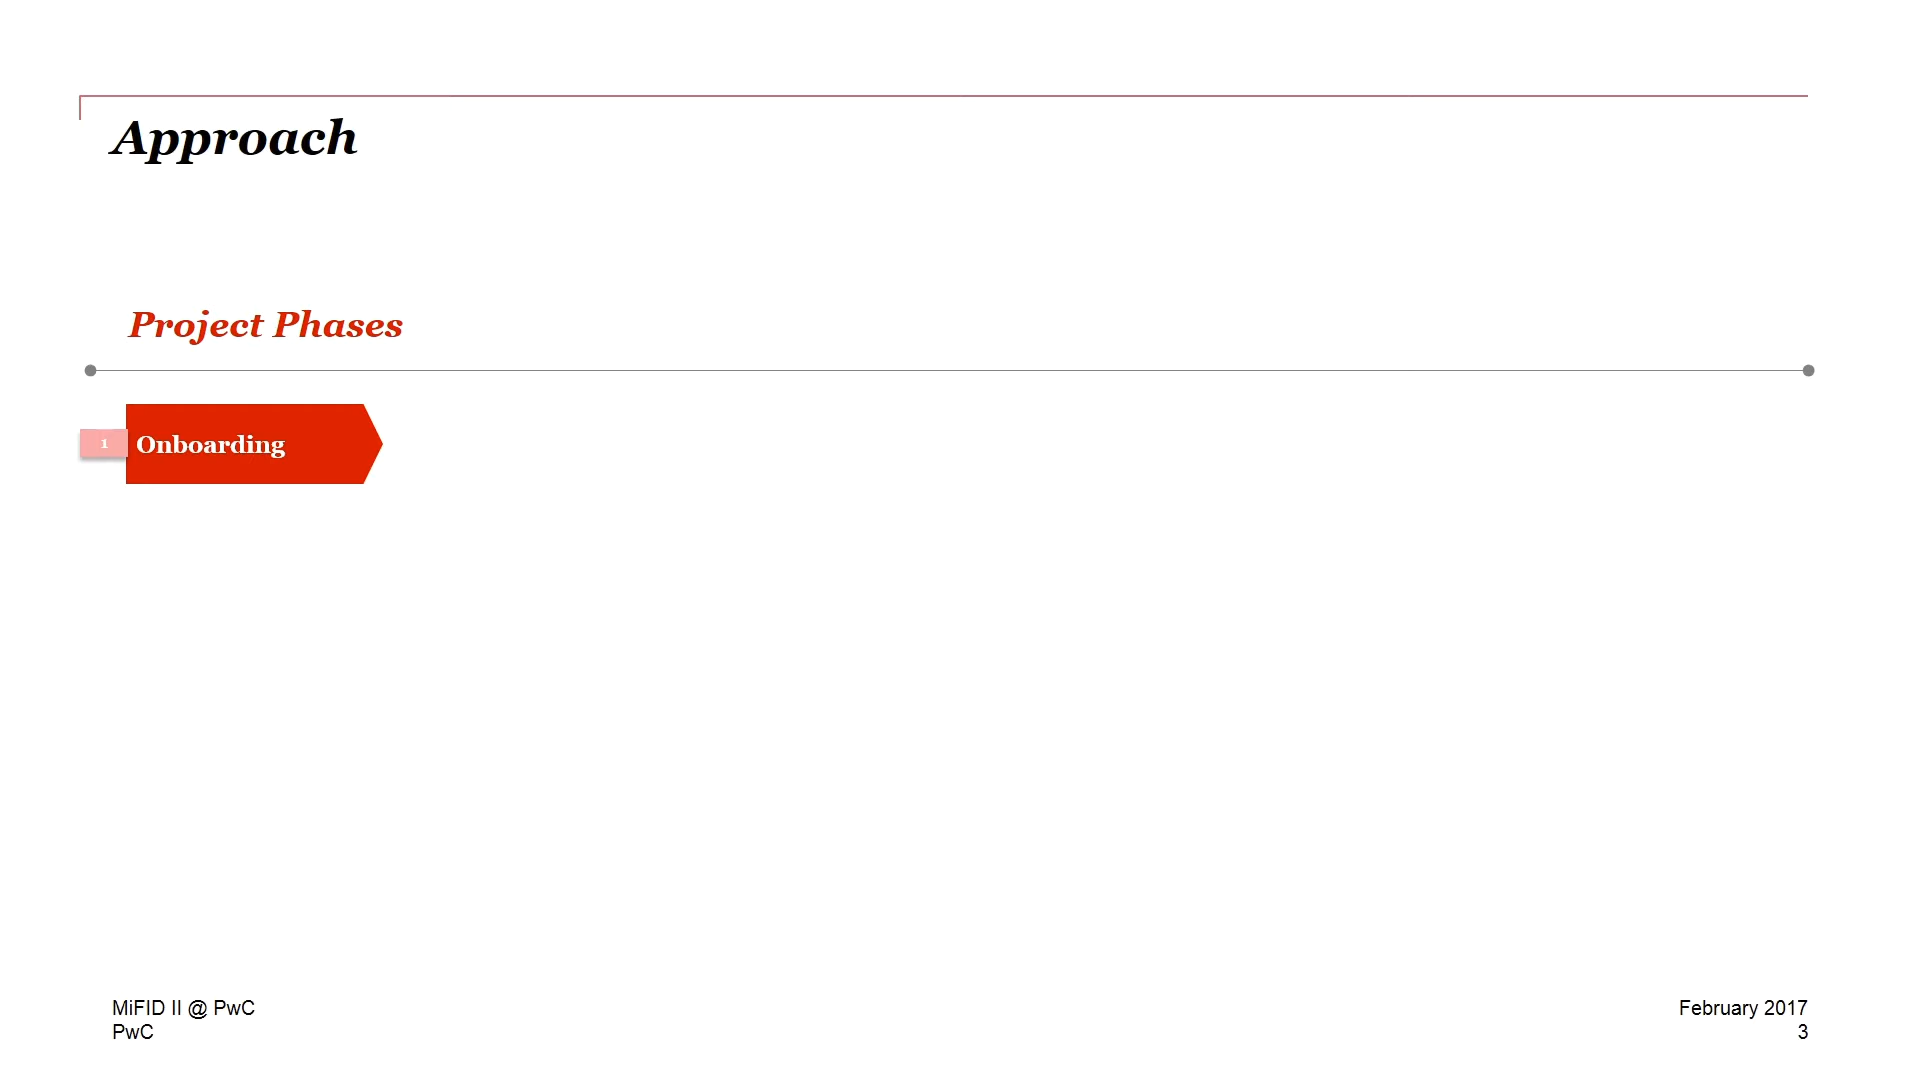 Approach
Project Phases
1
Onboarding
MiFID II @ PwC
PwC
February 2017
3